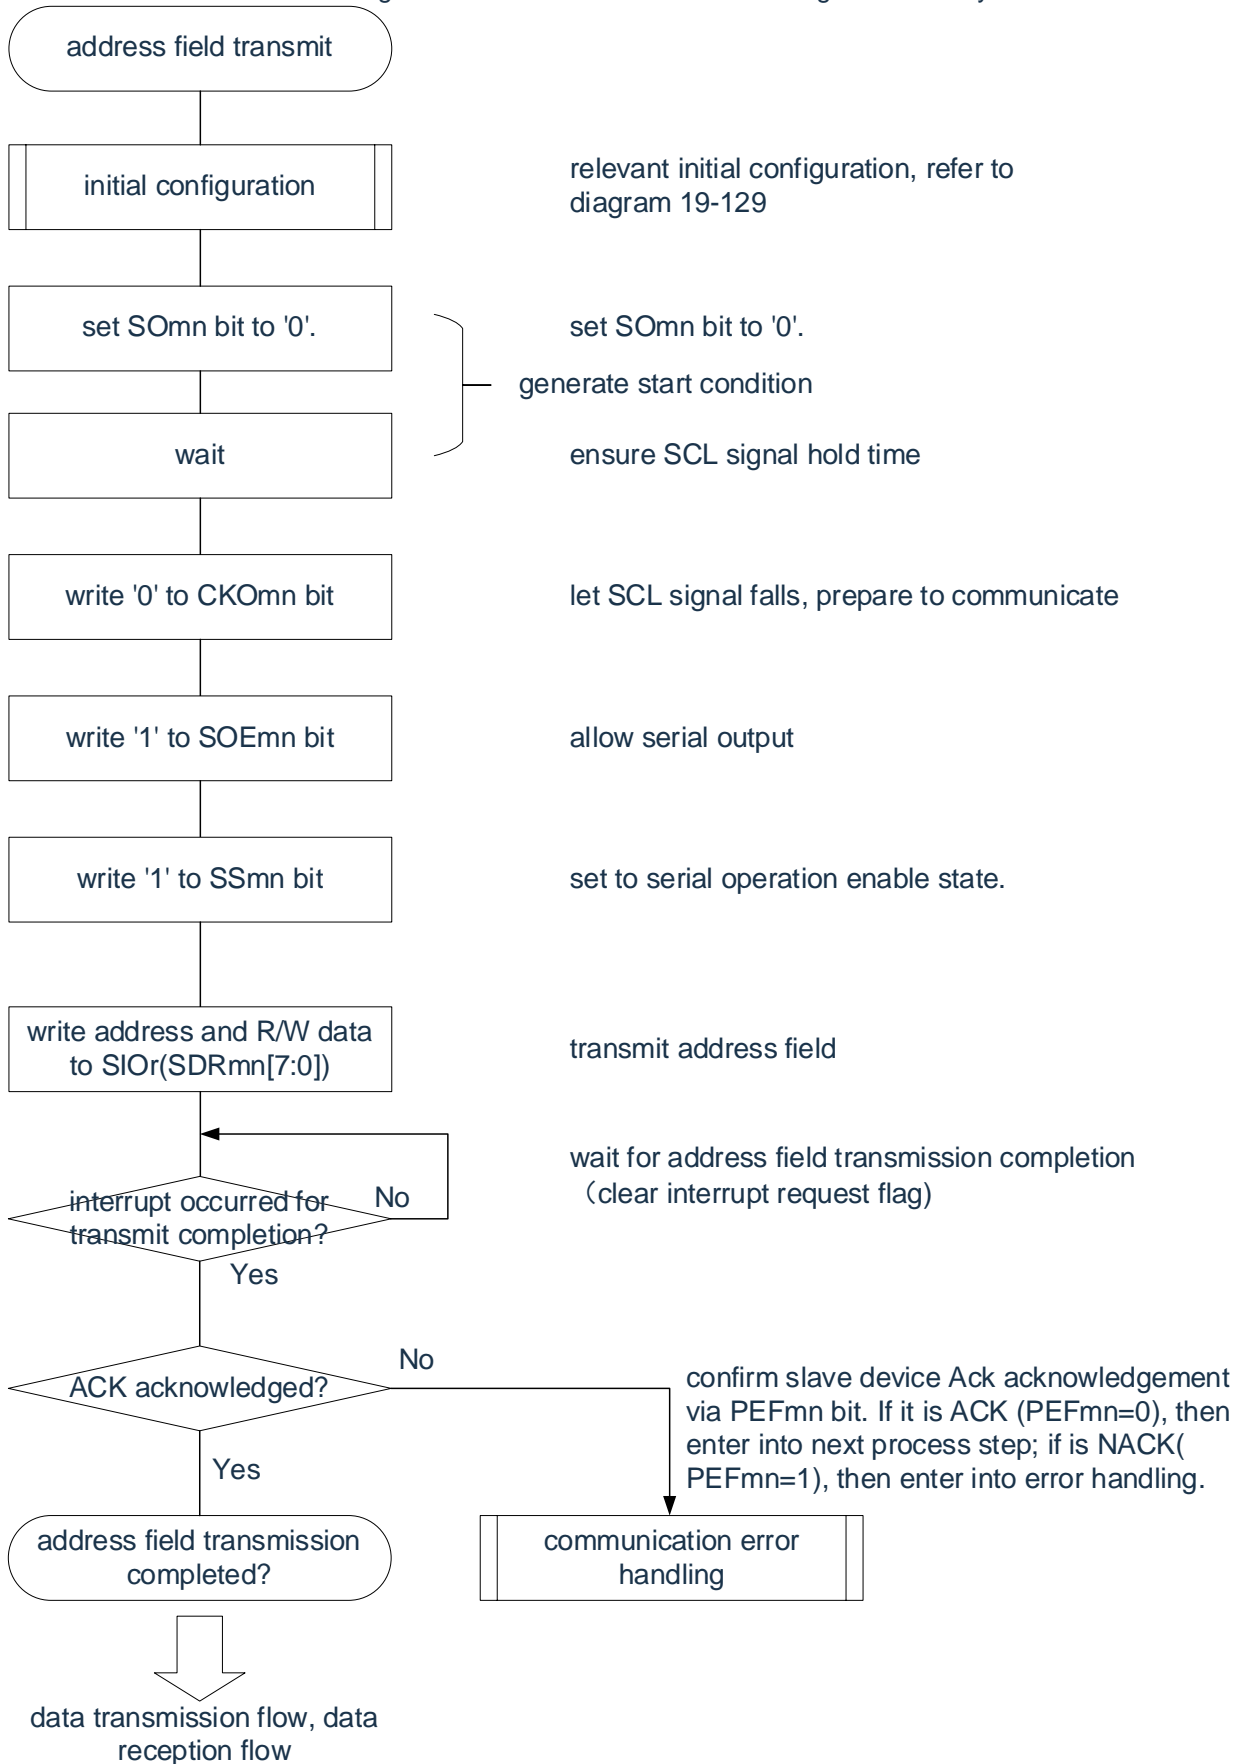 address field transmit
initial configuration
relevant initial configuration, refer to
diagram 19-129
set SOmn bit to '0'.
set SOmn bit to '0'.
generate start condition
wait
ensure SCL signal hold time
write '0' to CKOmn bit
let SCL signal falls, prepare to communicate
write '1' to SOEmn bit
allow serial output
write '1' to SSmn bit
set to serial operation enable state.
write address and R/W data
to SIOr(SDRmn[7:0])
transmit address field
wait for address field transmission completion
（clear interrupt request flag)
interrupt occurred for
transmit completion?
No
Yes
ACK acknowledged?
No
confirm slave device Ack acknowledgement
via PEFmn bit. If it is ACK (PEFmn=0), then
enter into next process step; if is NACK(
PEFmn=1), then enter into error handling.
Yes
address field transmission
completed?
communication error
handling
data transmission flow, data
reception flow